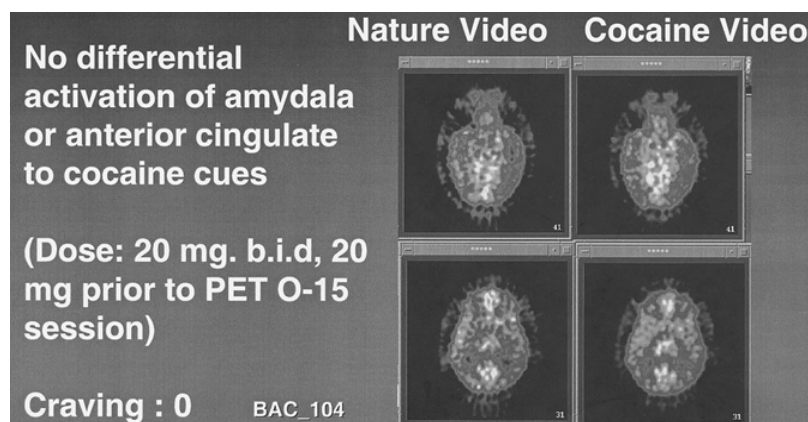 Nature Video Cocaine Video
No differential
activation of amydala
or anterior cingulate
to cocaine cues
(Dose: 20 mg. b.i.d, 20
mg prior to PET O-15
session)
Craving : 0 BAC_104
41
41
31
31